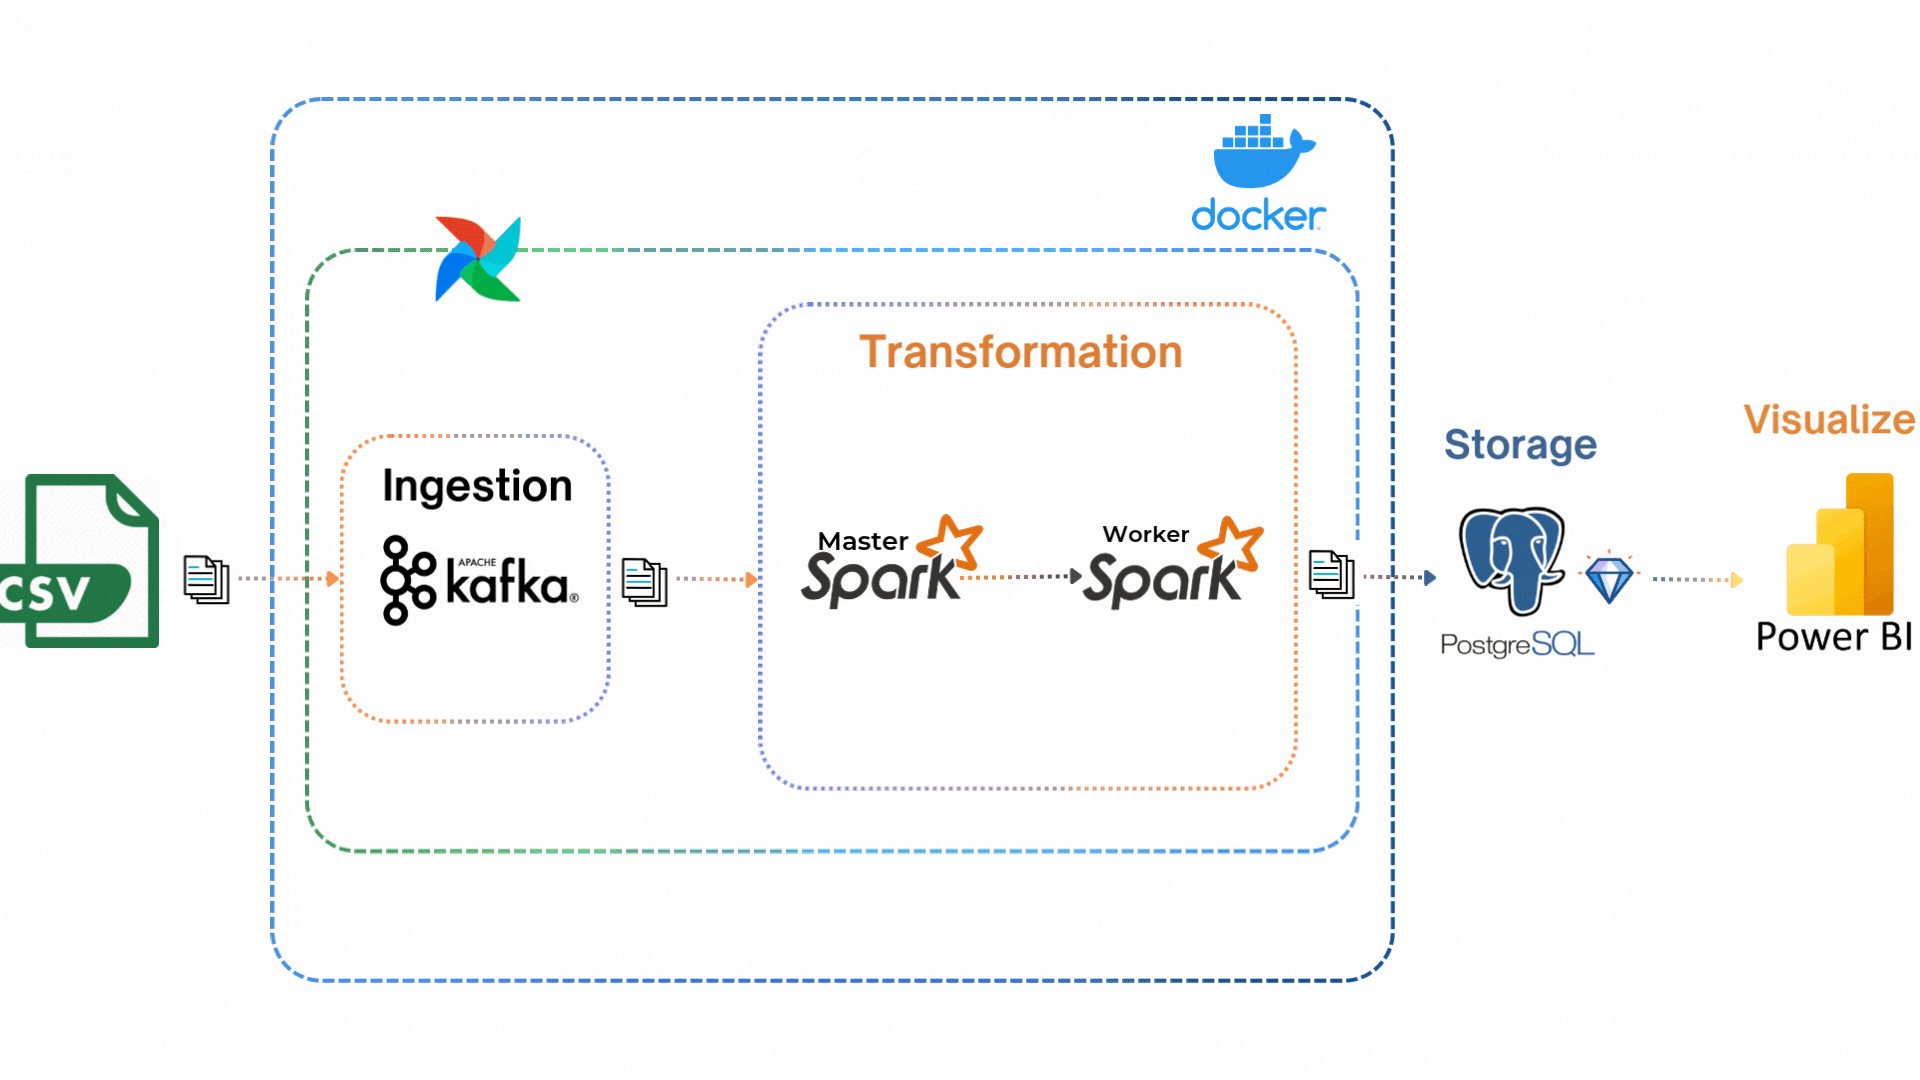 docker
Transformation
Ingestion
APACHE
kafka®
Master
Spark
Worker
Spark
CSV
Storage
PostgreSQL
Visualize
Power BI